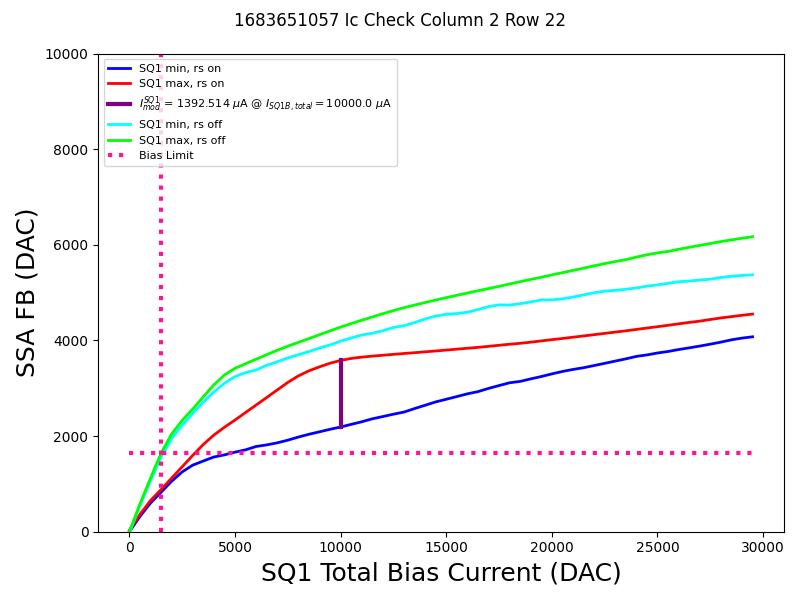 1683651057 Ic Check Column 2 Row 22
SSA FB (DAC)
10000
8000
6000
4000
2000
0
SQ1 min, rs on
SQ1 max, rs on
I_{mod}^{SQ1} = 1392.514 μA @ I_{SQ1B, total} = 10000.0 μA
SQ1 min, rs off
SQ1 max, rs off
Bias Limit
0 5000 10000 15000 20000 25000 30000
SQ1 Total Bias Current (DAC)